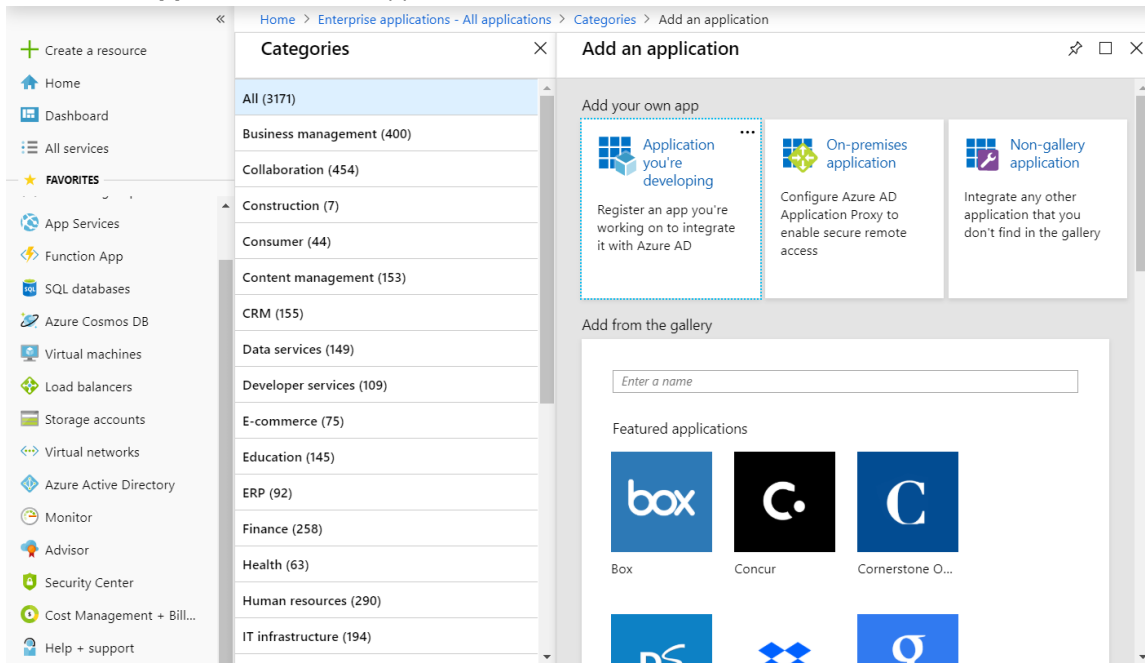 Home > Enterprise applications - All applications > Categories > Add an application
«
Create a resource
Home
Dashboard
All services
FAVORITES
App Services
Function App
SQL databases
Azure Cosmos DB
Virtual machines
Load balancers
Storage accounts
Virtual networks
Azure Active Directory
Monitor
Advisor
Security Center
Cost Management + Bill...
Help + support
Categories
All (3171)
Business management (400)
Collaboration (454)
Construction (7)
Consumer (44)
Content management (153)
CRM (155)
Data services (149)
Developer services (109)
E-commerce (75)
Education (145)
ERP (92)
Finance (258)
Health (63)
Human resources (290)
IT infrastructure (194)
Add an application
Add your own app
...
Application
you're
developing
Register an app you're
working on to integrate
it with Azure AD
On-premises
application
Configure Azure AD
Application Proxy to
enable secure remote
access
Non-gallery
application
Integrate any other
application that you
don't find in the gallery
Add from the gallery
Enter a name
Featured applications
box
C.
C
Box
Concur
Cornerstone O...
g